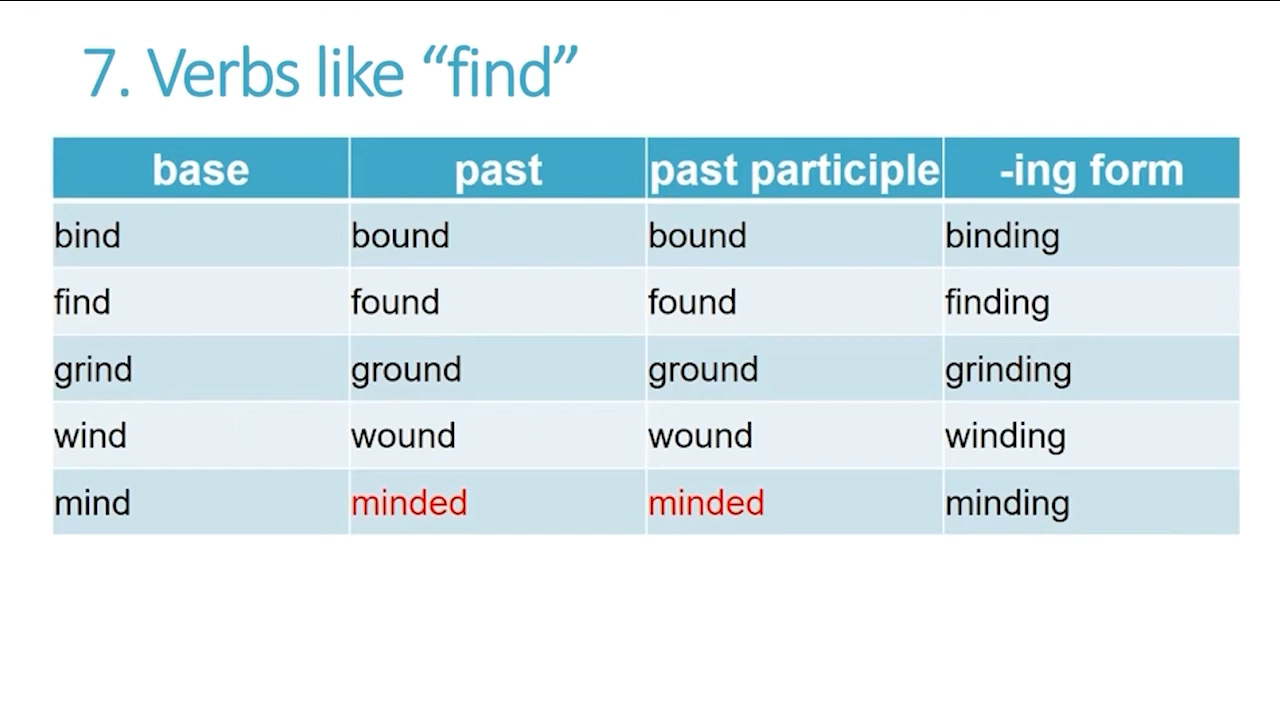 7. Verbs like “find”
base past past participle -ing form
bind bound bound binding
find found found finding
grind ground ground grinding
wind wound wound winding
mind minded minded minding